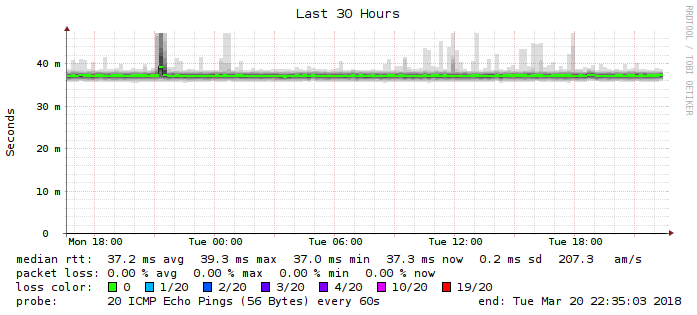 Last 30 Hours
RRDTOOL / TOBI OETIKER
Seconds
40 m
30 m
20 m
10 m
0
Mon 18:00 Tue 00:00 Tue 06:00 Tue 12:00 Tue 18:00
median rtt: 37.2 ms avg 39.3 ms max 37.0 ms min 37.3 ms now 0.2 ms sd 207.3 am/s
packet loss: 0.00 % avg 0.00 % max 0.00 % min 0.00 % now
loss color: 0 1/20 2/20 3/20 4/20 10/20 19/20
probe: 20 ICMP Echo Pings (56 Bytes) every 60s end: Tue Mar 20 22:35:03 2018